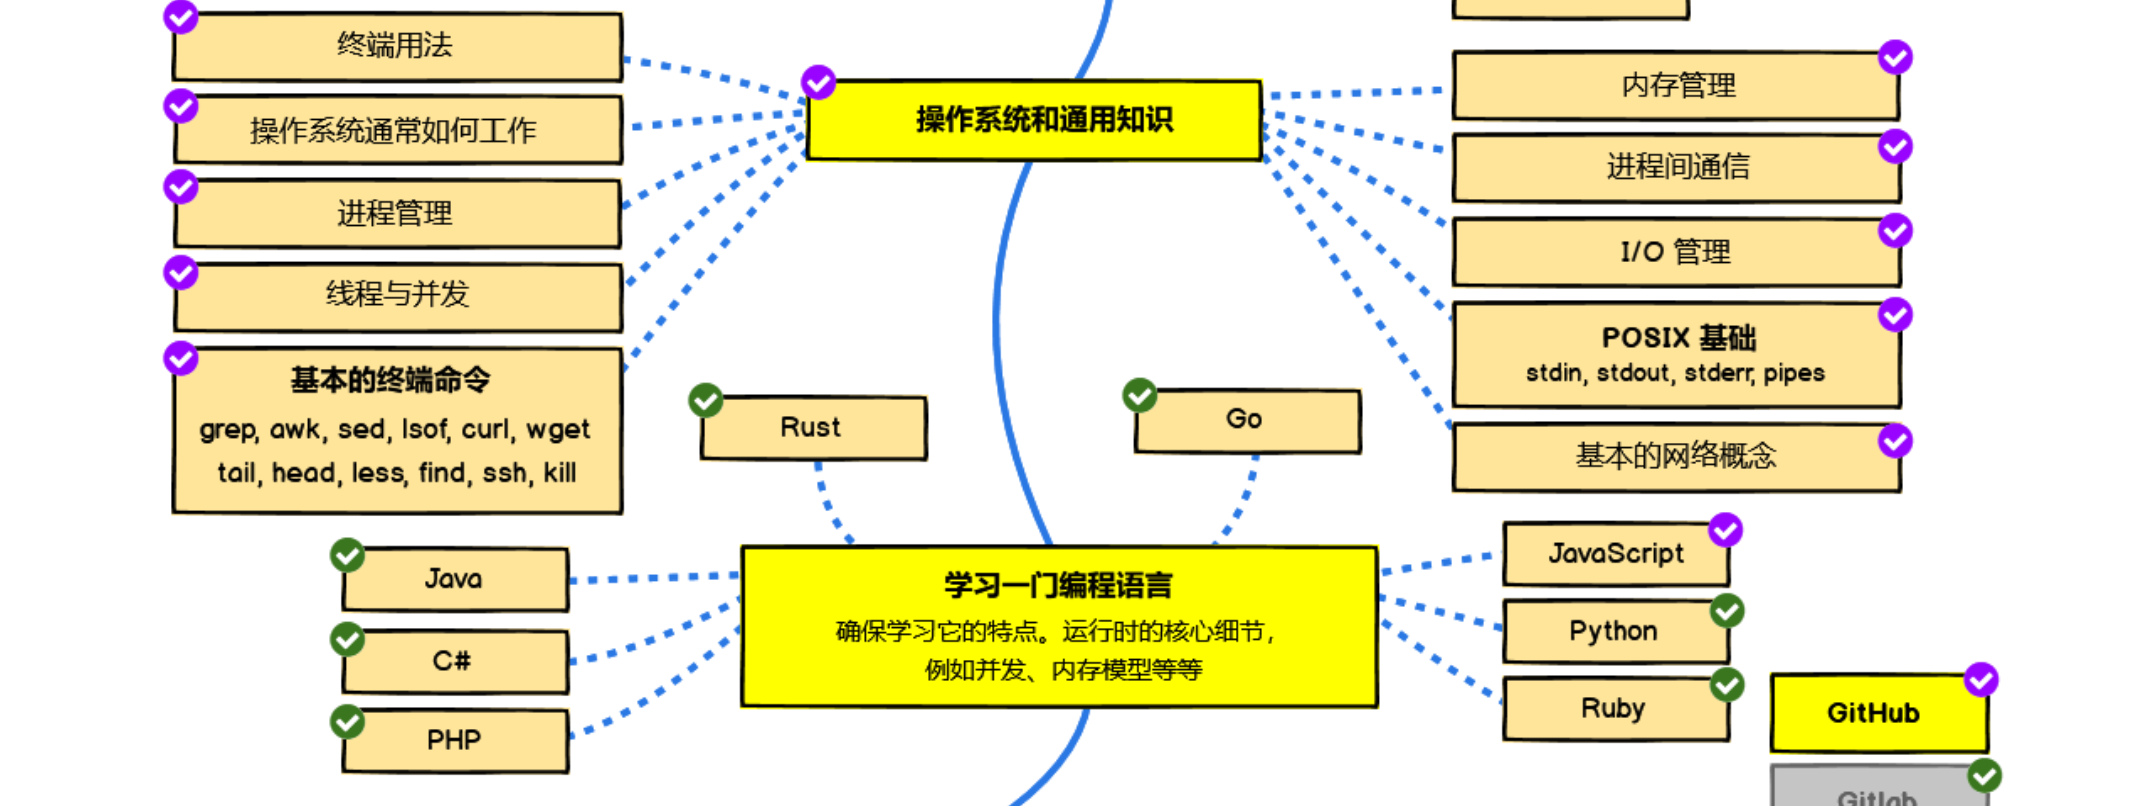 终端用法
操作系统通常如何工作
进程管理
线程与并发
基本的终端命令
grep, awk, sed, lsof, curl, wget
tail, head, less, find, ssh, kill
操作系统和通用知识
内存管理
进程间通信
I/O 管理
POSIX 基础
stdin, stdout, stderr, pipes
基本的网络概念
Rust
Go
Java
C#
PHP
学习一门编程语言
确保学习它的特点。运行时的核心细节，
例如并发、内存模型等等
JavaScript
Python
Ruby
GitHub
Gitlab